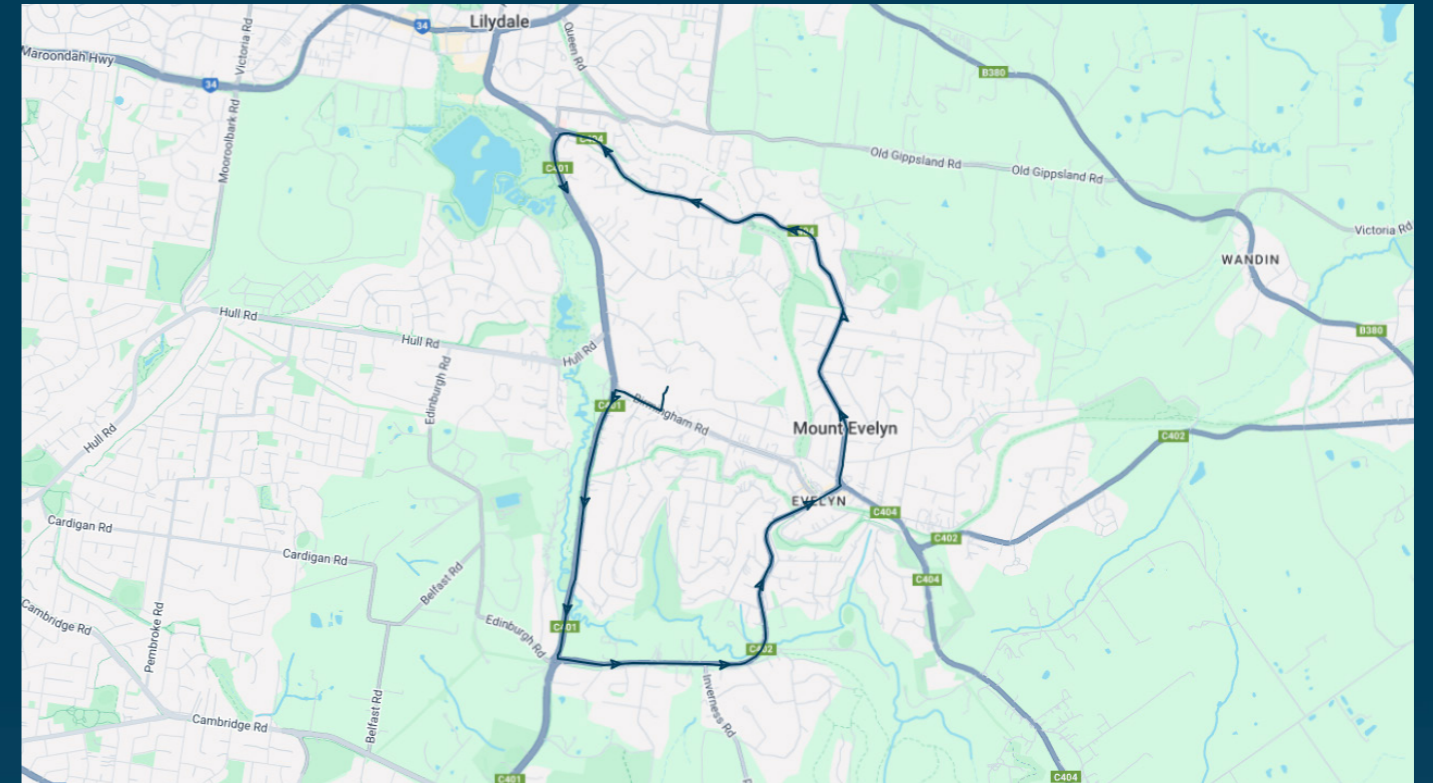 Lilydale
34
Maroondah Hwy
34
Victoria Rd
Queen Rd
B380
Mooroolbark Rd
C404
C401
Old Gippsland Rd
Old Gippsland Rd
Victoria Rd
WANDIN
C404
Hull Rd
Hull Rd
Hull Rd
B380
Edinburgh Rd
C401
Birmingham Rd
Mount Evelyn
Hull Rd
C402
EVELYN
C404
C402
Cardigan Rd
Cardigan Rd
Belfast Rd
C404
Cambridge Rd
Pembroke Rd
Edinburgh Rd
C401
C402
Inverness Rd
Belfast Rd
Cambridge Rd
C401
C404